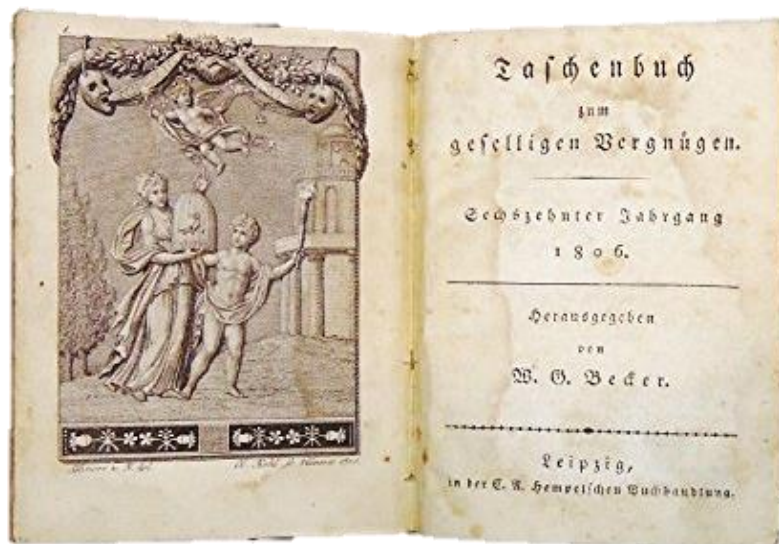 Taschenbuch
zum
geselligen Vergnügen.
Sechszehnter Jahrgang
1806.
Herausgegeben
von
W. G. Becker.
Leipzig,
in der C. A. Hempelschen Buchhandlung.